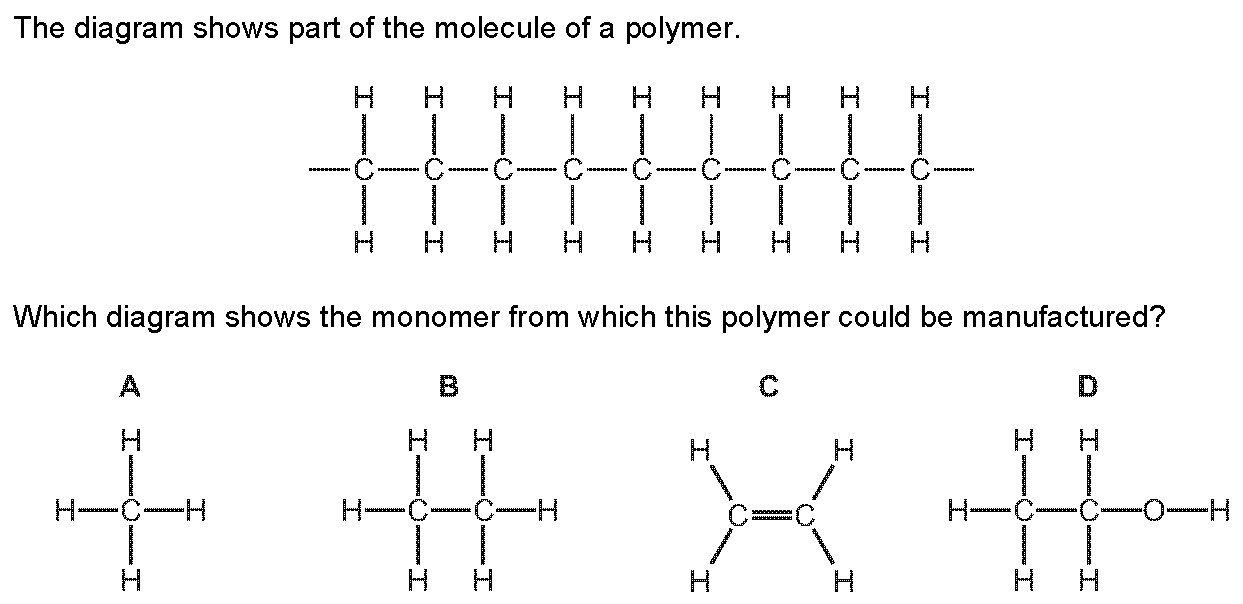 The diagram shows part of the molecule of a polymer.
H H H H H H H H H
C C C C C C C C C
H H H H H H H H H
Which diagram shows the monomer from which this polymer could be manufactured?
A B C D
H H H H H H H
H C H H C C H C C H C C O H
H H H H H H H